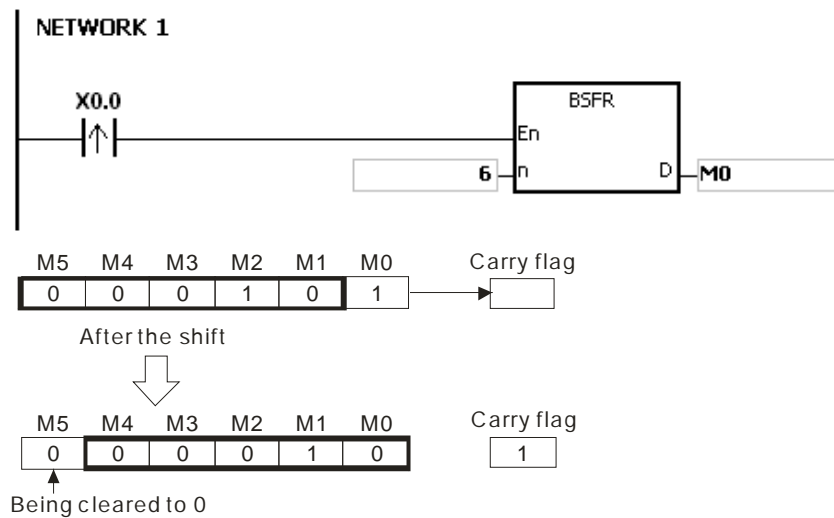 NETWORK 1
X0.0
BSFR
En
6 n D M0
M5 M4 M3 M2 M1 M0 Carry flag
0 0 0 1 0 1
After the shift
M5 M4 M3 M2 M1 M0 Carry flag
0 0 0 0 1 0 1
Being cleared to 0